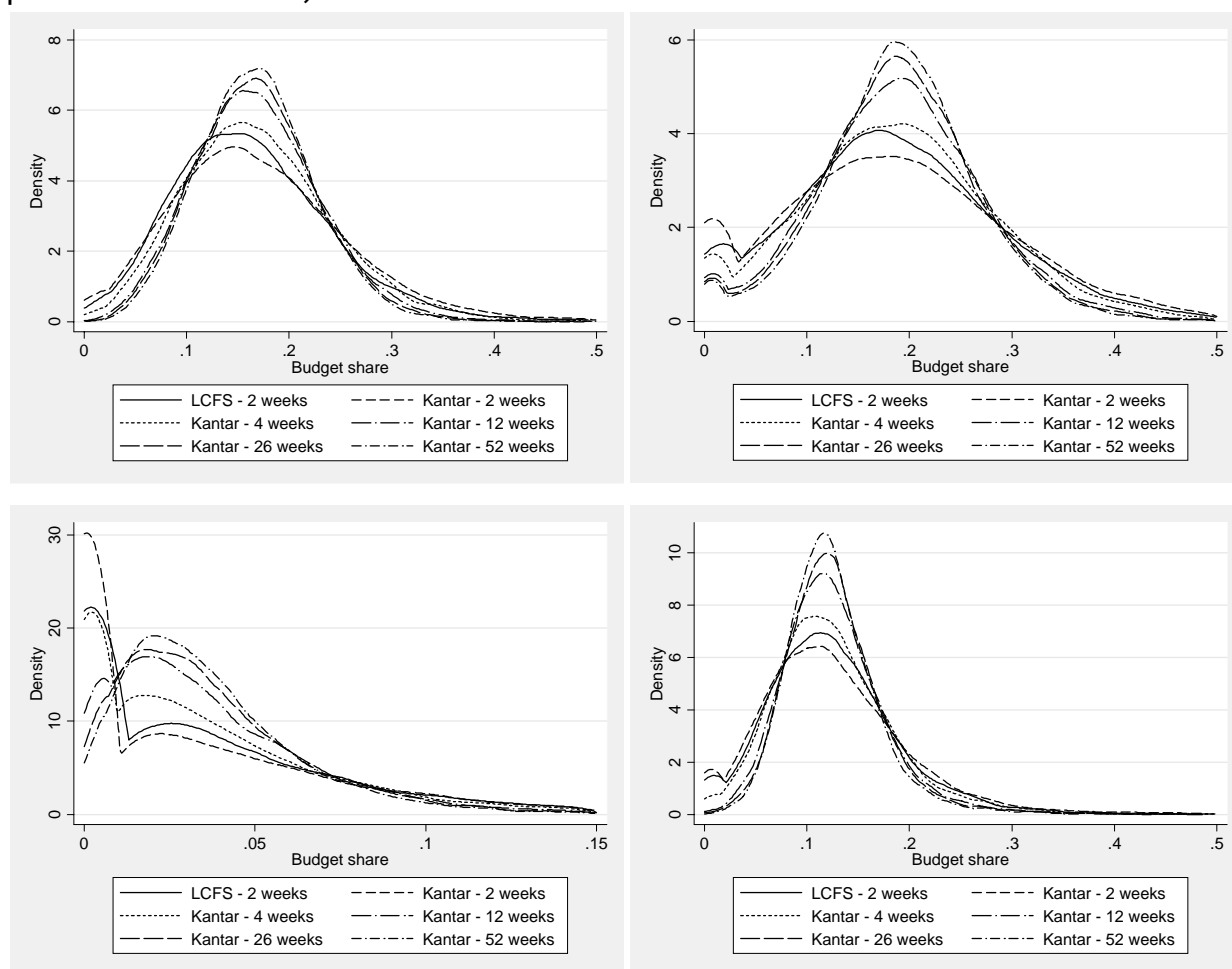 8
6
4
2
0
Density
0 .1 .2 .3 .4 .5
Budget share
LCFS - 2 weeks Kantar - 2 weeks
Kantar - 4 weeks Kantar - 12 weeks
Kantar - 26 weeks Kantar - 52 weeks
6
4
2
0
Density
0 .1 .2 .3 .4 .5
Budget share
LCFS - 2 weeks Kantar - 2 weeks
Kantar - 4 weeks Kantar - 12 weeks
Kantar - 26 weeks Kantar - 52 weeks
30
20
10
0
Density
0 .05 .1 .15
Budget share
LCFS - 2 weeks Kantar - 2 weeks
Kantar - 4 weeks Kantar - 12 weeks
Kantar - 26 weeks Kantar - 52 weeks
10
8
6
4
2
0
Density
0 .1 .2 .3 .4 .5
Budget share
LCFS - 2 weeks Kantar - 2 weeks
Kantar - 4 weeks Kantar - 12 weeks
Kantar - 26 weeks Kantar - 52 weeks